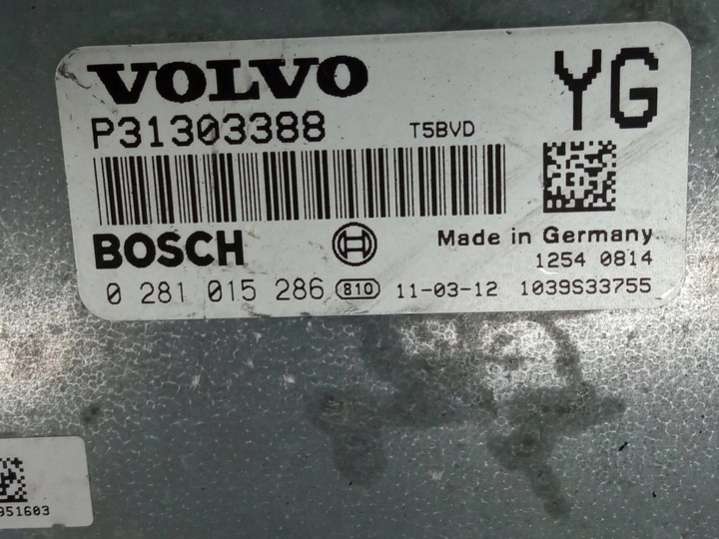 VOLVO YG
P31303388 T5BVD
BOSCH Made in Germany
1254 0814
0 281 015 286 810 11-03-12 1039S33755
951603